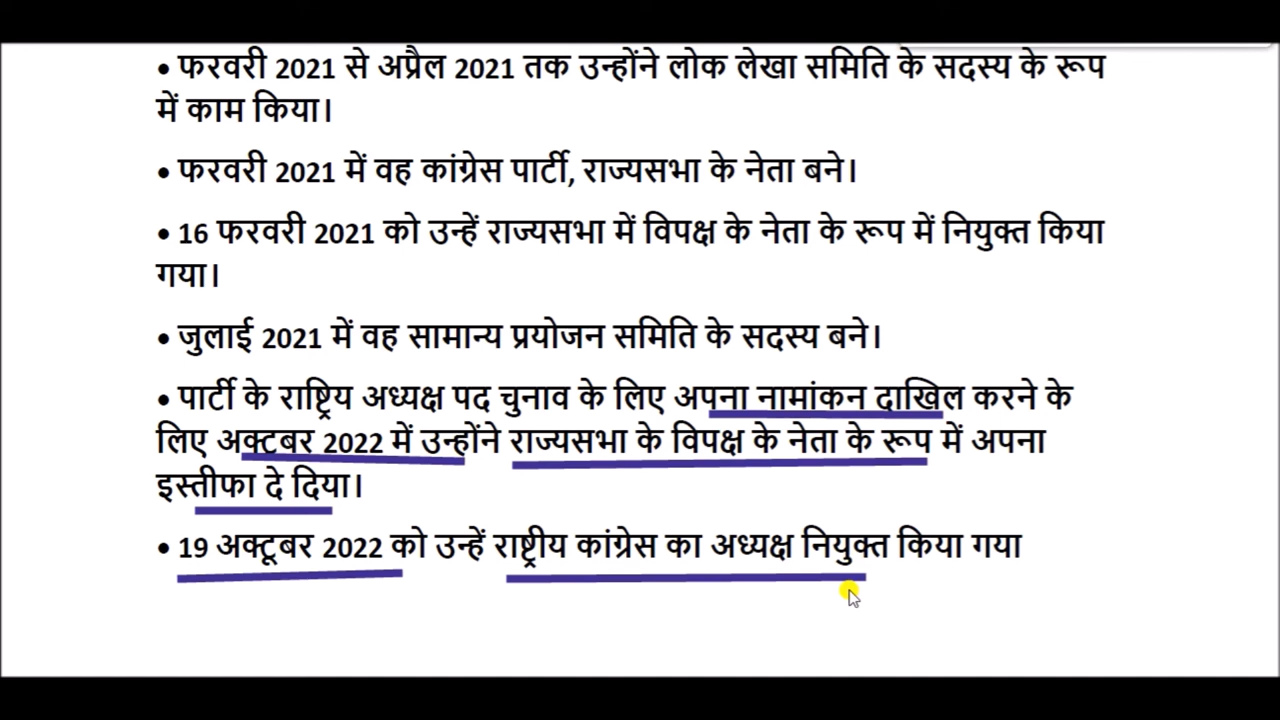 • फरवरी 2021 से अप्रैल 2021 तक उन्होंने लोक लेखा समिति के सदस्य के रूप
में काम किया।
• फरवरी 2021 में वह कांग्रेस पार्टी, राज्यसभा के नेता बने।
• 16 फरवरी 2021 को उन्हें राज्यसभा में विपक्ष के नेता के रूप में नियुक्त किया
गया।
• जुलाई 2021 में वह सामान्य प्रयोजन समिति के सदस्य बने।
• पार्टी के राष्ट्रिय अध्यक्ष पद चुनाव के लिए अपना नामांकन दाखिल करने के
लिए अक्टूबर 2022 में उन्होंने राज्यसभा के विपक्ष के नेता के रूप में अपना
इस्तीफा दे दिया।
• 19 अक्टूबर 2022 को उन्हें राष्ट्रीय कांग्रेस का अध्यक्ष नियुक्त किया गया